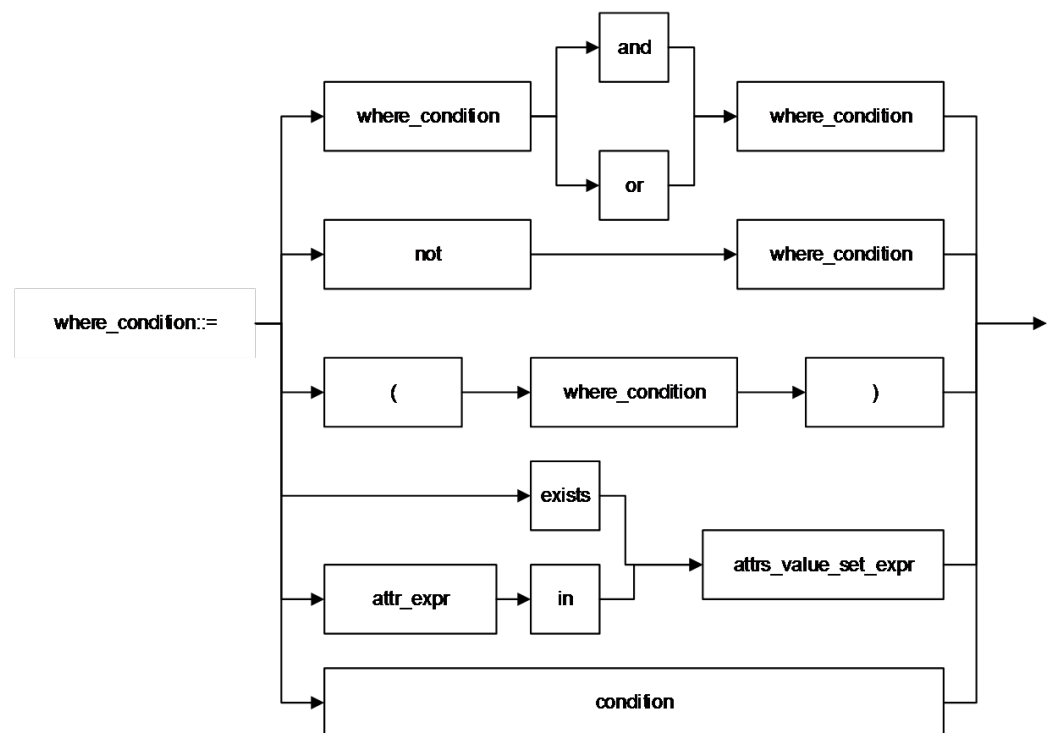 and
where_condition
where_condition
or
not
where_condition
where_condition::=
(
where_condition
)
exists
attrs_value_set_expr
attr_expr
in
condition